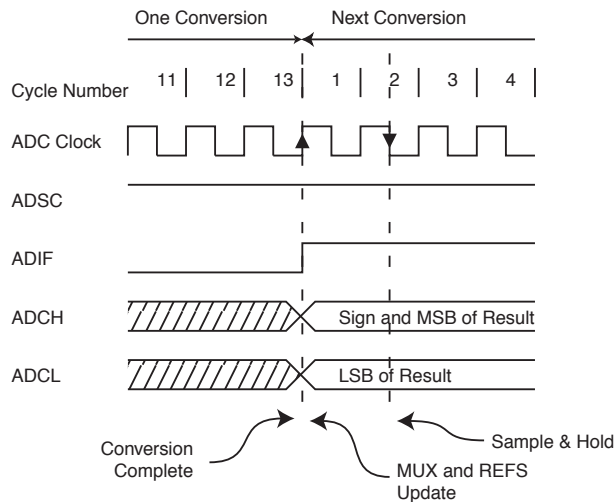 One Conversion Next Conversion
Cycle Number 11 12 13 1 2 3 4
ADC Clock
ADSC
ADIF
ADCH Sign and MSB of Result
ADCL LSB of Result
Conversion
Complete
MUX and REFS
Update
Sample & Hold